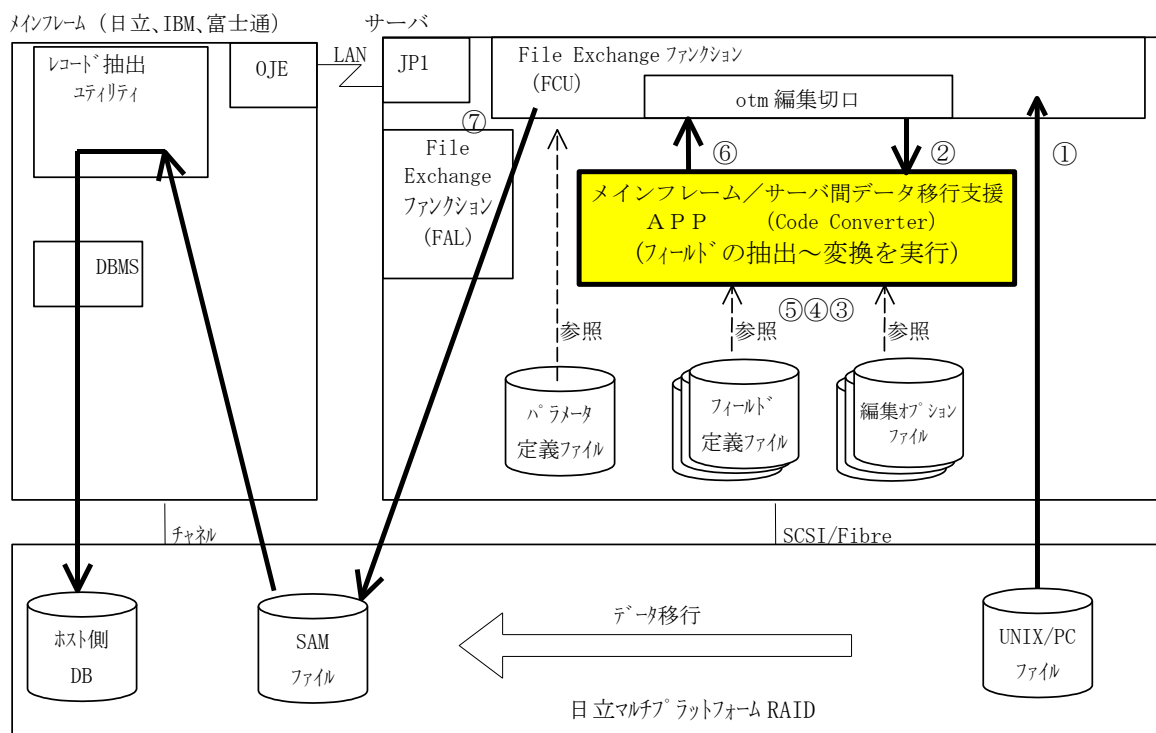 メインフレーム（日立、IBM、富士通）
サーバ
レコード抽出
ユティリティ
OJE
LAN
JP1
File Exchange ファンクション
(FCU)
otm 編集切口
⑦
File
Exchange
ファンクション
(FAL)
⑥
②
①
メインフレーム／サーバ間データ移行支援
ＡＰＰ (Code Converter)
(フィールドの抽出～変換を実行)
DBMS
⑤④③
参照
参照
参照
パラメータ
定義ファイル
フィールド
定義ファイル
編集オプション
ファイル
チャネル
SCSI/Fibre
データ移行
ホスト側
DB
SAM
ファイル
UNIX/PC
ファイル
日立マルチプラットフォーム RAID